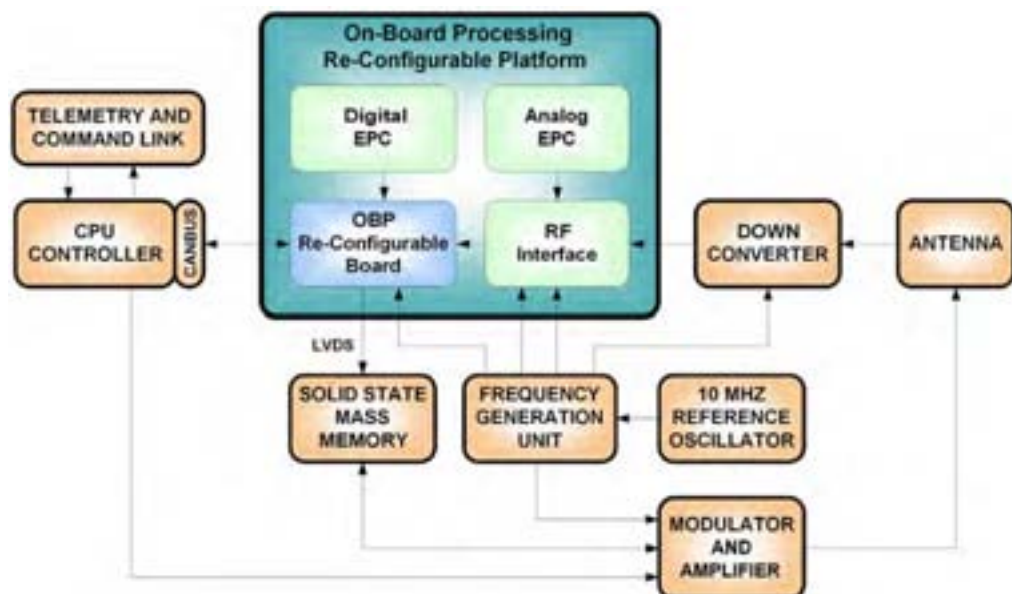 On-Board Processing
Re-Configurable Platform
Digital
EPC
Analog
EPC
TELEMETRY AND
COMMAND LINK
CPU
CONTROLLER
CANBUS
OBP
Re-Configurable
Board
RF
Interface
DOWN
CONVERTER
ANTENNA
LVDS
SOLID STATE
MASS
MEMORY
FREQUENCY
GENERATION
UNIT
10 MHZ
REFERENCE
OSCILLATOR
MODULATOR
AND
AMPLIFIER